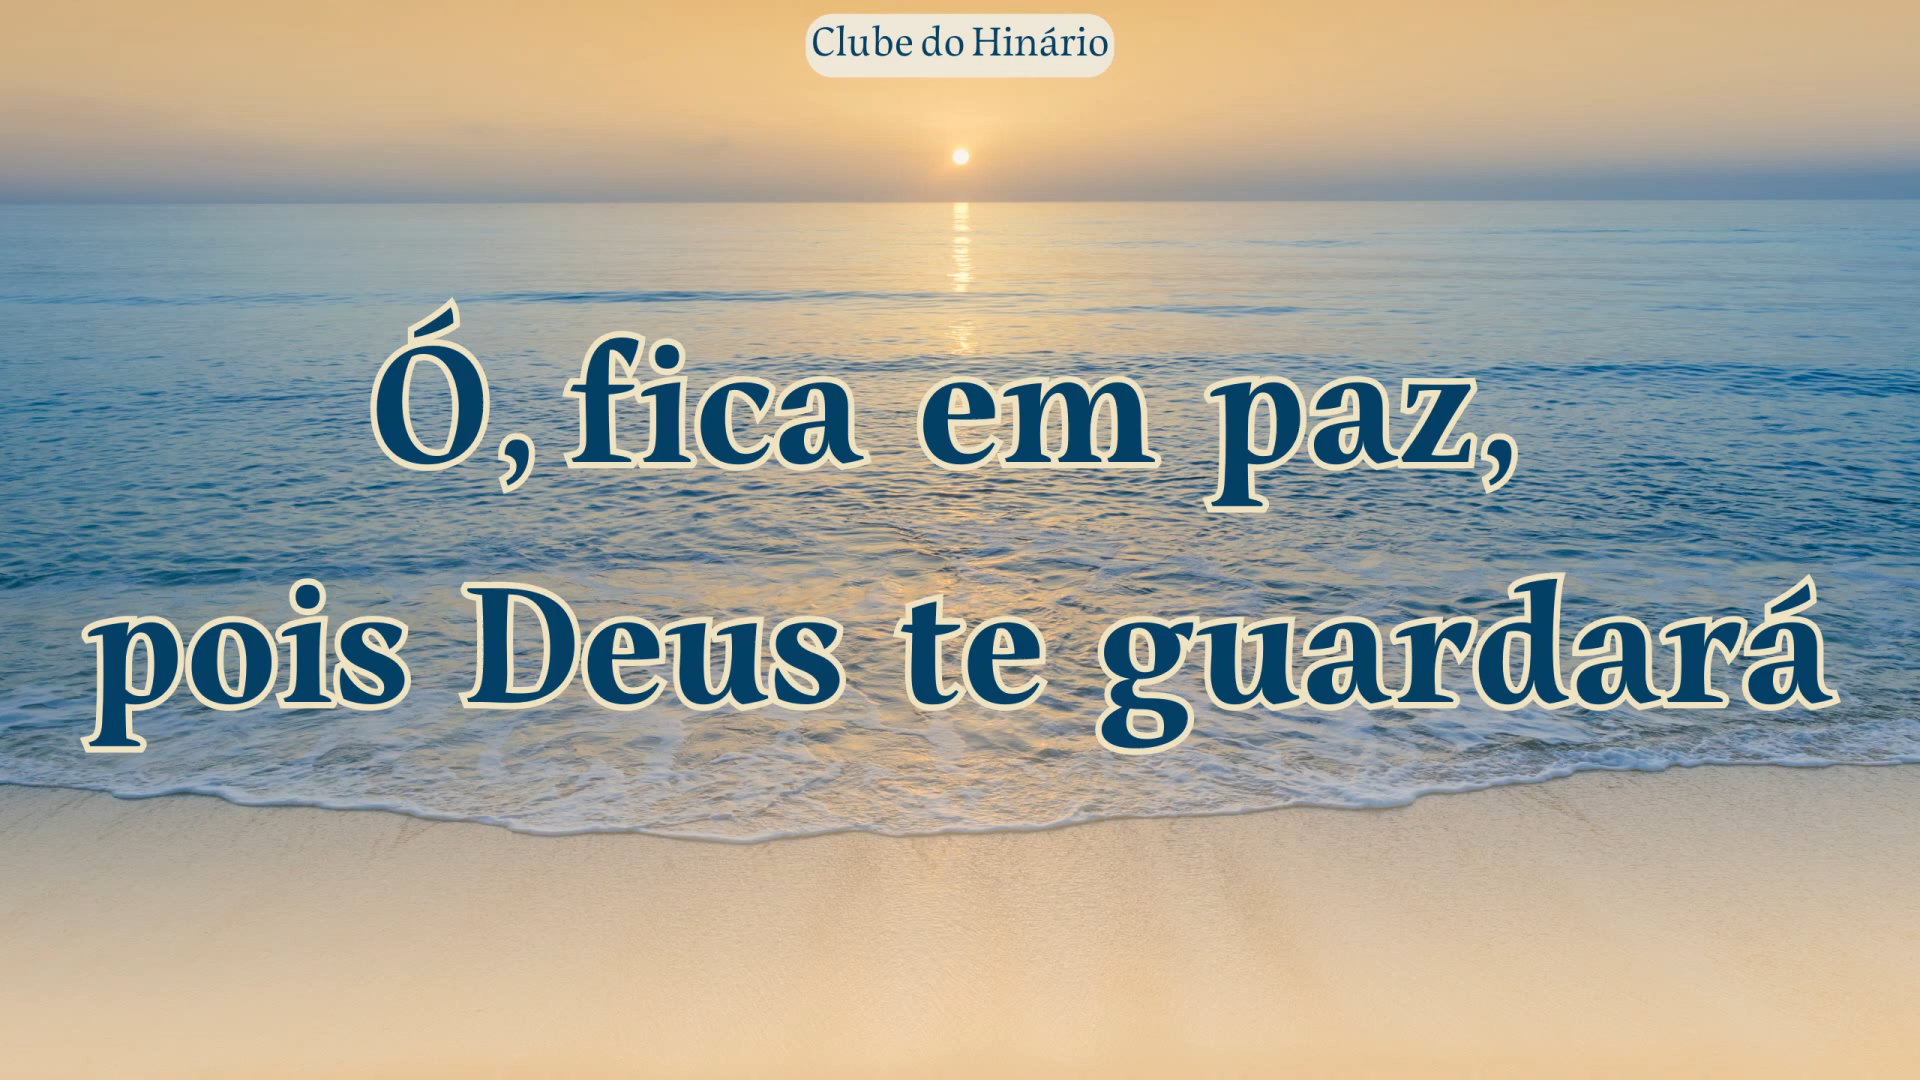 Clube do Hinário
Ó, fica em paz,
pois Deus te guardará